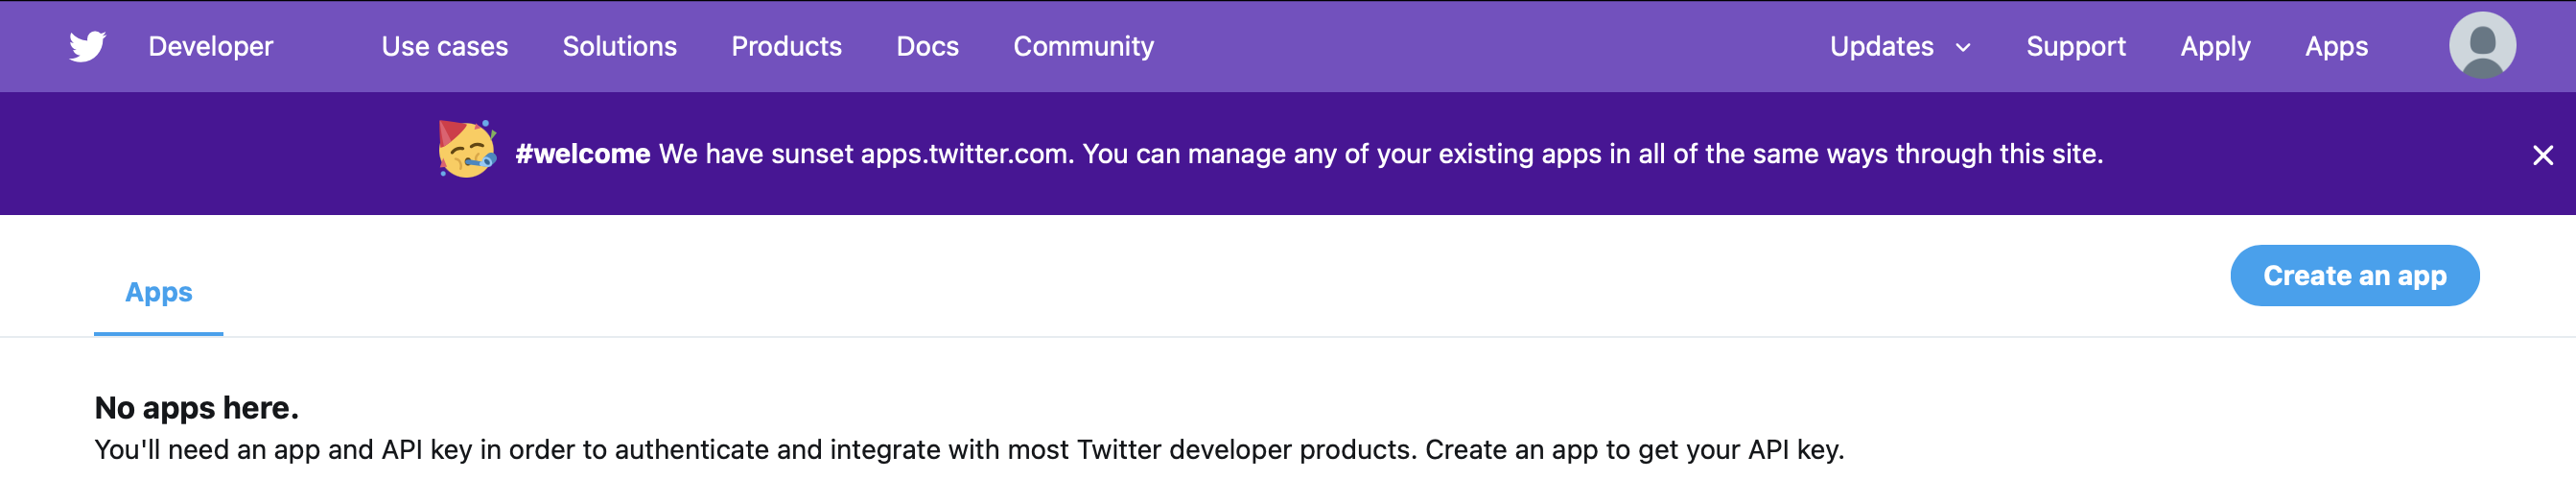 Developer Use cases Solutions Products Docs Community Updates Support Apply Apps
#welcome We have sunset apps.twitter.com. You can manage any of your existing apps in all of the same ways through this site.
Apps Create an app
No apps here.
You'll need an app and API key in order to authenticate and integrate with most Twitter developer products. Create an app to get your API key.